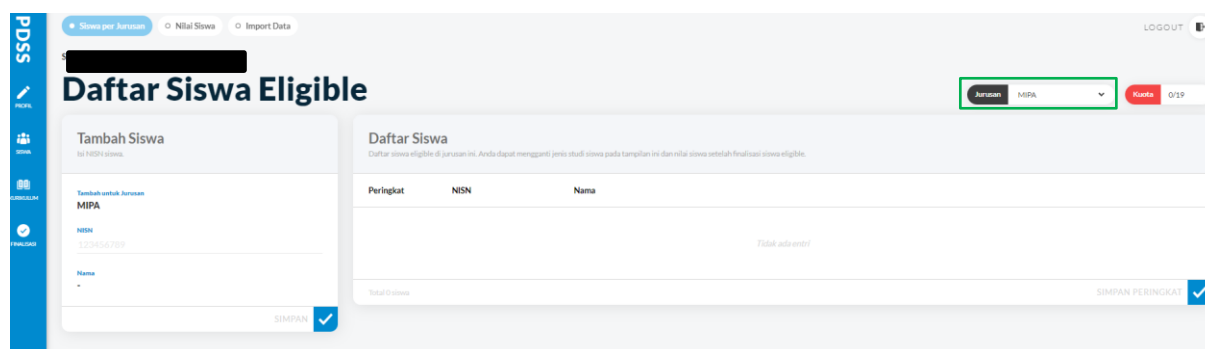 PDSS
PROFIL
SISWA
CURRICULUM
FINALISASI
Siswa per Jurusan
Nilai Siswa
Import Data
LOGOUT
S
Daftar Siswa Eligible
Jurusan MIPA
Kuota 0/19
Tambah Siswa
Isi NISN siswa.
Tambah untuk Jurusan
MIPA
NISN
123456789
Nama
-
SIMPAN
Daftar Siswa
Daftar siswa eligible di jurusan ini. Anda dapat mengganti jenis studi siswa pada tampilan ini dan nilai siswa setelah finalisasi siswa eligible.
Peringkat NISN Nama
Tidak ada entri
Total 0 siswa
SIMPAN PERINGKAT